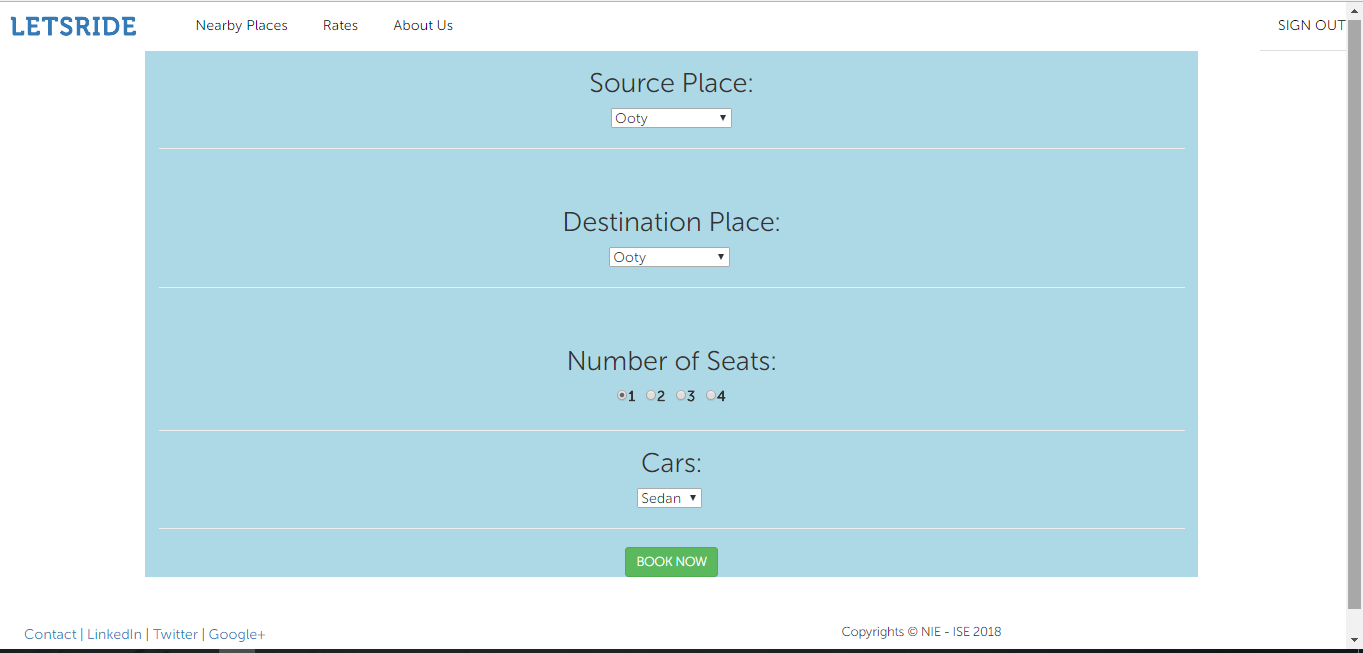 LETSRIDE Nearby Places Rates About Us SIGN OUT
Source Place:
Ooty
Destination Place:
Ooty
Number of Seats:
1 2 3 4
Cars:
Sedan
BOOK NOW
Contact | LinkedIn | Twitter | Google+ Copyrights © NIE - ISE 2018